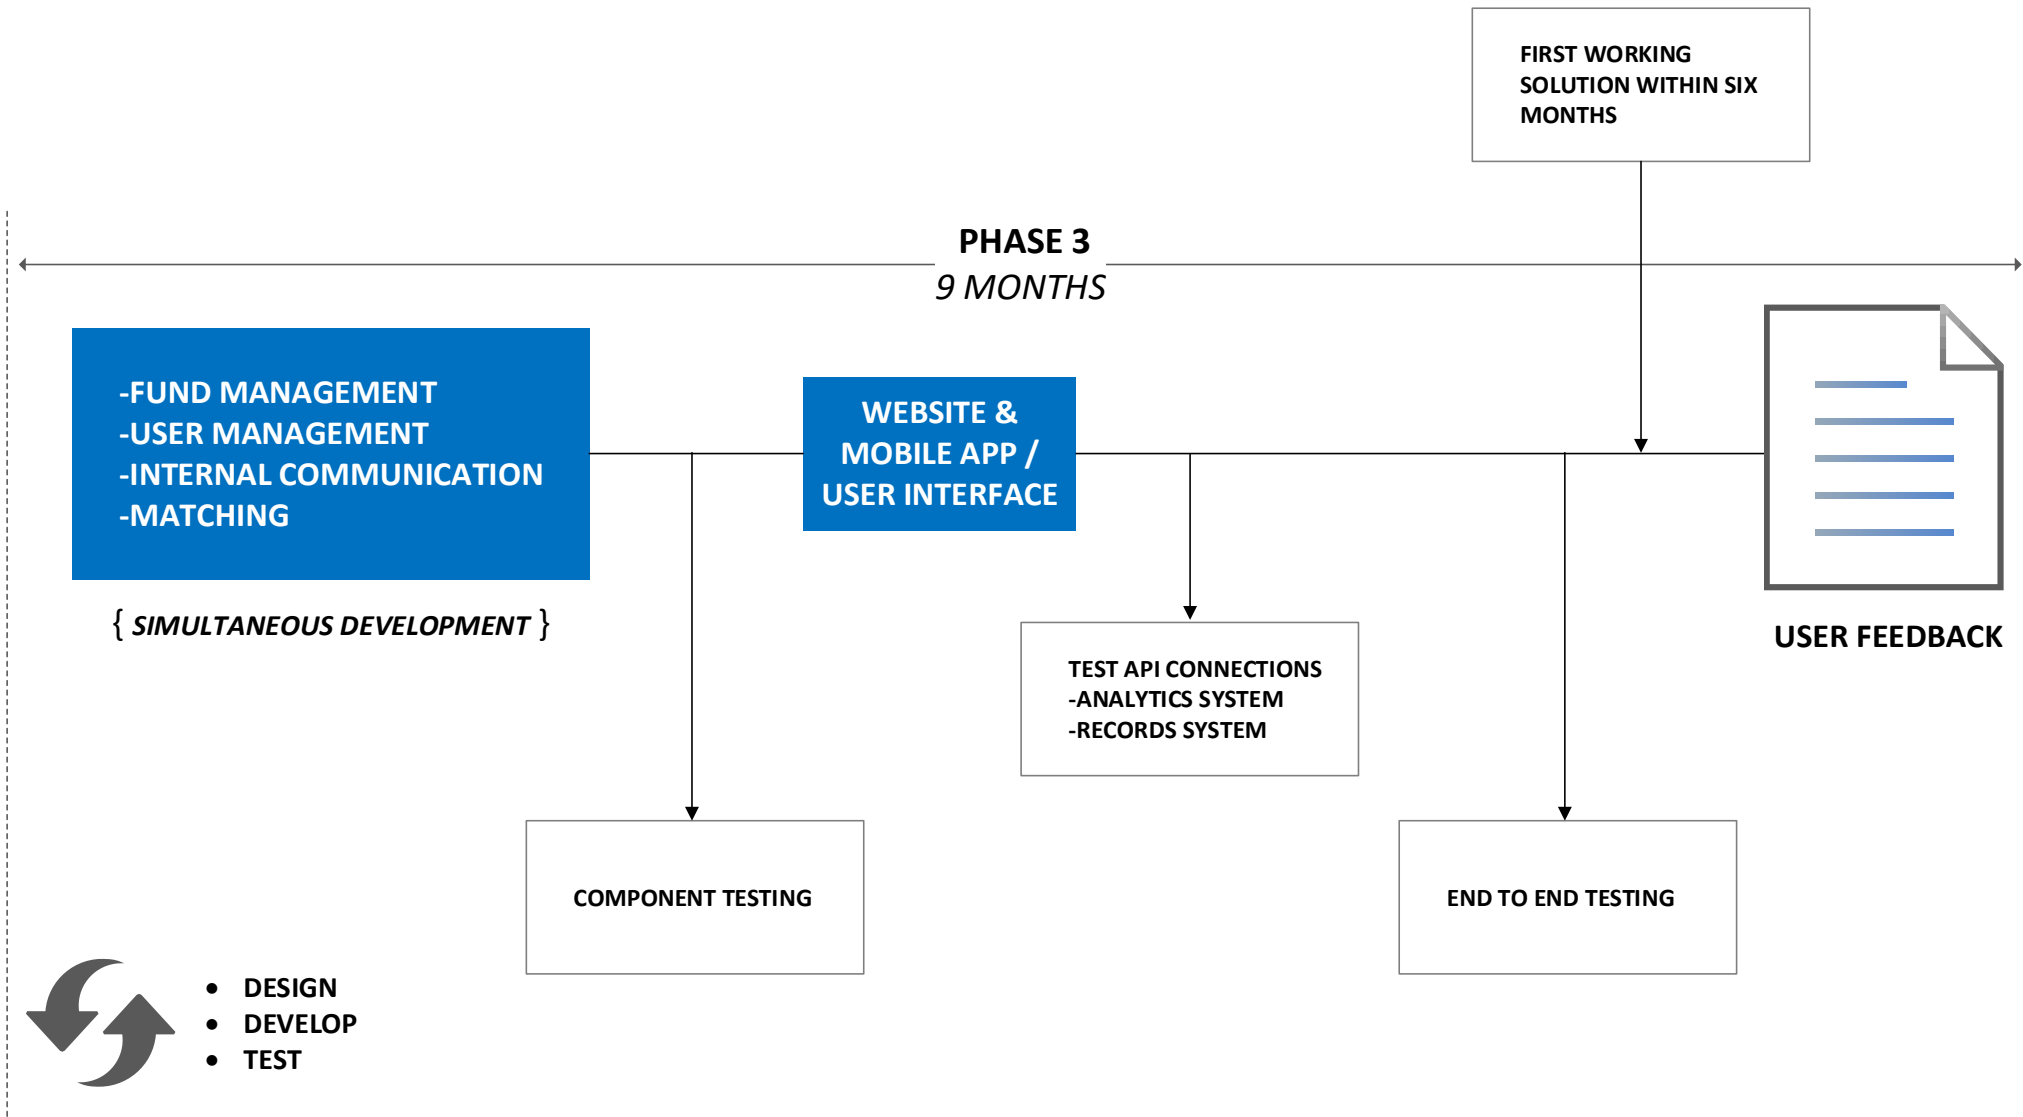 FIRST WORKING
SOLUTION WITHIN SIX
MONTHS
PHASE 3
9 MONTHS
-FUND MANAGEMENT
-USER MANAGEMENT
-INTERNAL COMMUNICATION
-MATCHING
{ SIMULTANEOUS DEVELOPMENT }
WEBSITE &
MOBILE APP /
USER INTERFACE
USER FEEDBACK
TEST API CONNECTIONS
-ANALYTICS SYSTEM
-RECORDS SYSTEM
COMPONENT TESTING
END TO END TESTING
• DESIGN
• DEVELOP
• TEST